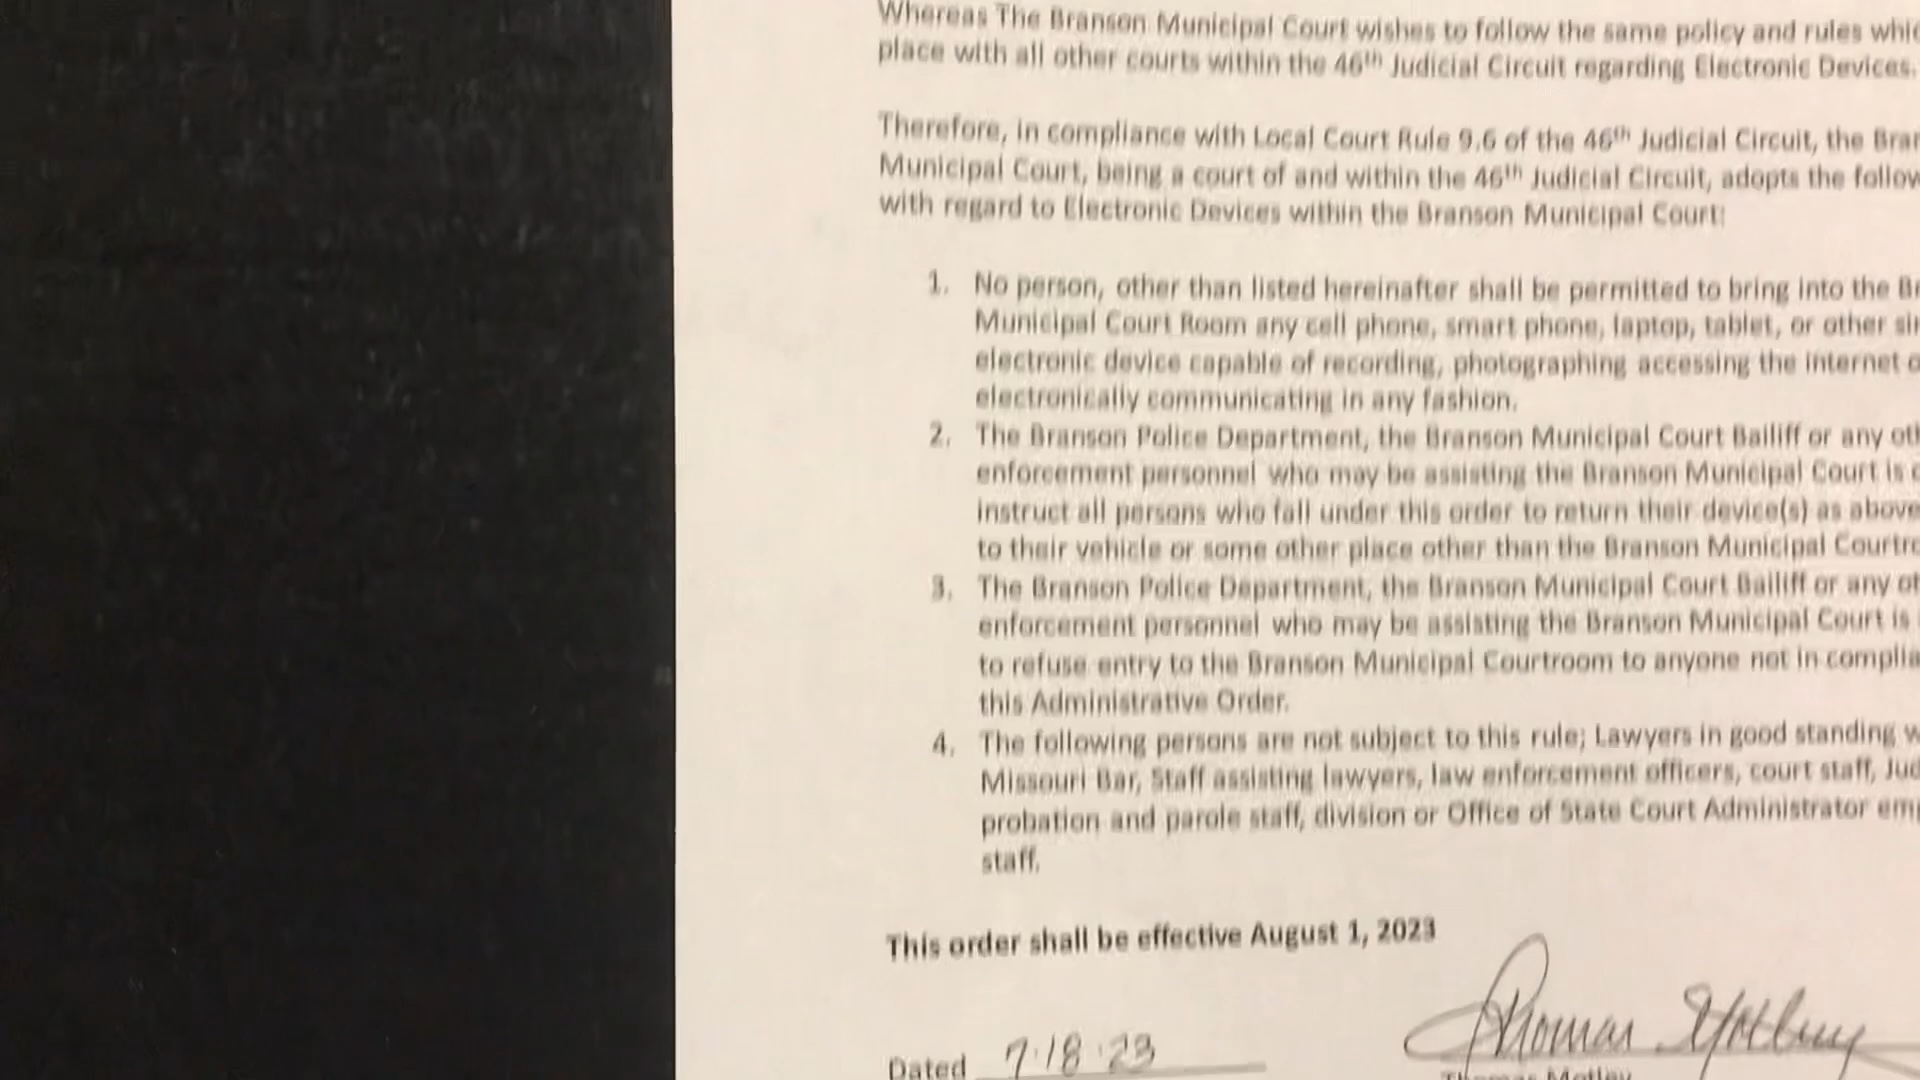 Whereas The Branson Municipal Court wishes to follow the same policy and rules
place with all other courts within the 46th Judicial Circuit regarding Electronic Devices.
Therefore, in compliance with Local Court Rule 9.6 of the 46th Judicial Circuit, the
Municipal Court, being a court of and within the 46th Judicial Circuit, adopts the
with regard to Electronic Devices within the Branson Municipal Court:
1. No person, other than listed hereinafter shall be permitted to bring into the
Municipal Court Room any cell phone, smart phone, laptop, tablet, or other
electronic device capable of recording, photographing accessing the internet
electronically communicating in any fashion.
2. The Branson Police Department, the Branson Municipal Court Bailiff or any
enforcement personnel who may be assisting the Branson Municipal Court is
instruct all persons who fall under this order to return their device(s) as above
to their vehicle or some other place other than the Branson Municipal
3. The Branson Police Department, the Branson Municipal Court Bailiff or any
enforcement personnel who may be assisting the Branson Municipal Court is
to refuse entry to the Branson Municipal Courtroom to anyone not in
this Administrative Order.
4. The following persons are not subject to this rule; Lawyers in good standing
Missouri Bar, Staff assisting lawyers, law enforcement officers, court staff,
probation and parole staff, division or Office of State Court Administrator
staff.
This order shall be effective August 1, 2023
Dated 7.18.23
Thomas Motley